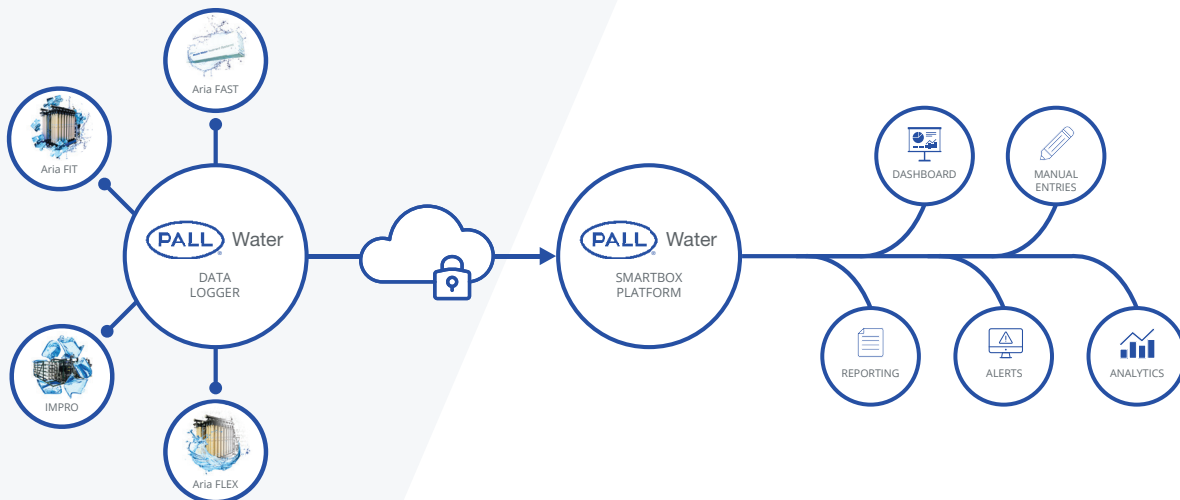 Aria FAST
Aria FIT
PALL Water
DATA
LOGGER
IMPRO
Aria FLEX
PALL Water
SMARTBOX
PLATFORM
DASHBOARD
MANUAL
ENTRIES
REPORTING
ALERTS
ANALYTICS